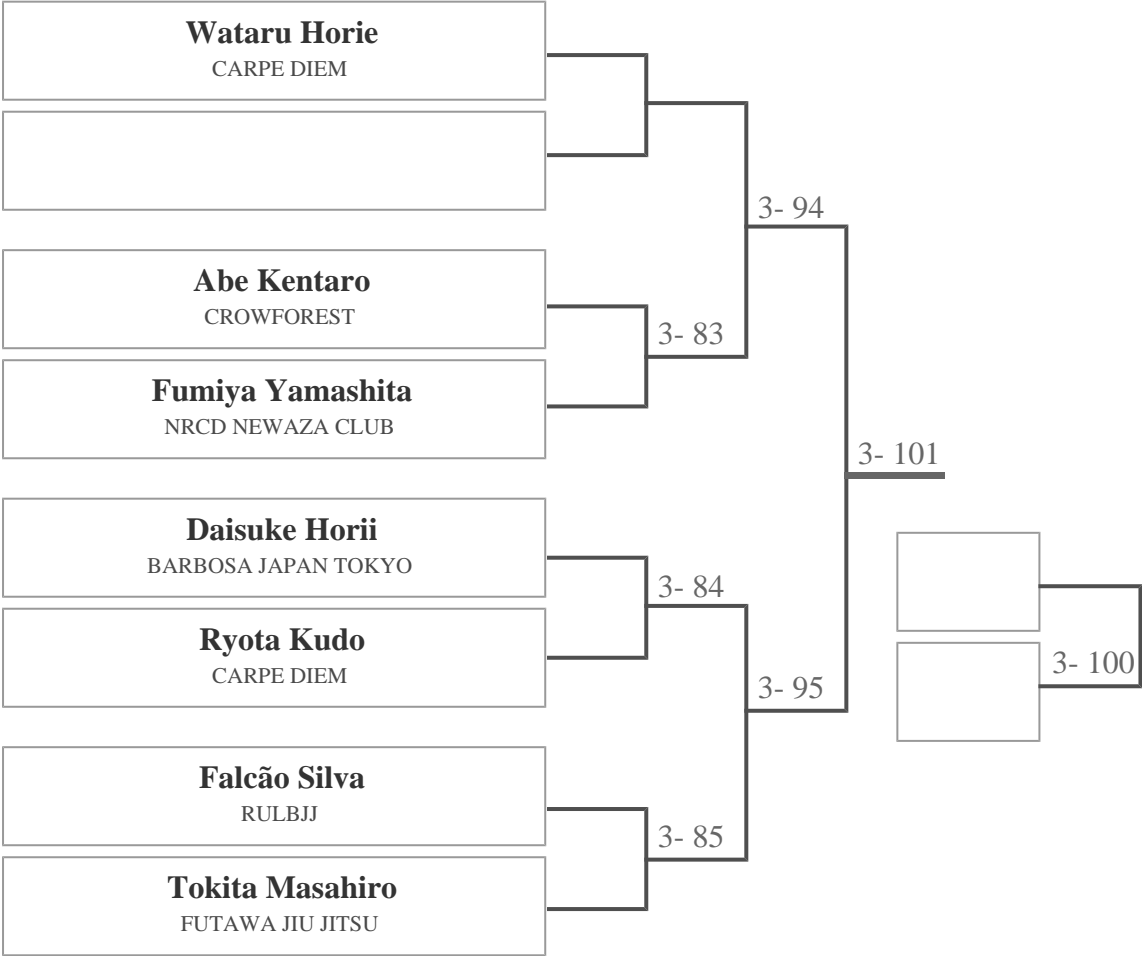 Wataru Horie
CARPE DIEM
3- 94
Abe Kentaro
CROWFOREST
3- 83
Fumiya Yamashita
NRCD NEWAZA CLUB
3- 101
Daisuke Horii
BARBOSA JAPAN TOKYO
3- 84
Ryota Kudo
CARPE DIEM
3- 100
3- 95
Falcão Silva
RULBJJ
3- 85
Tokita Masahiro
FUTAWA JIU JITSU